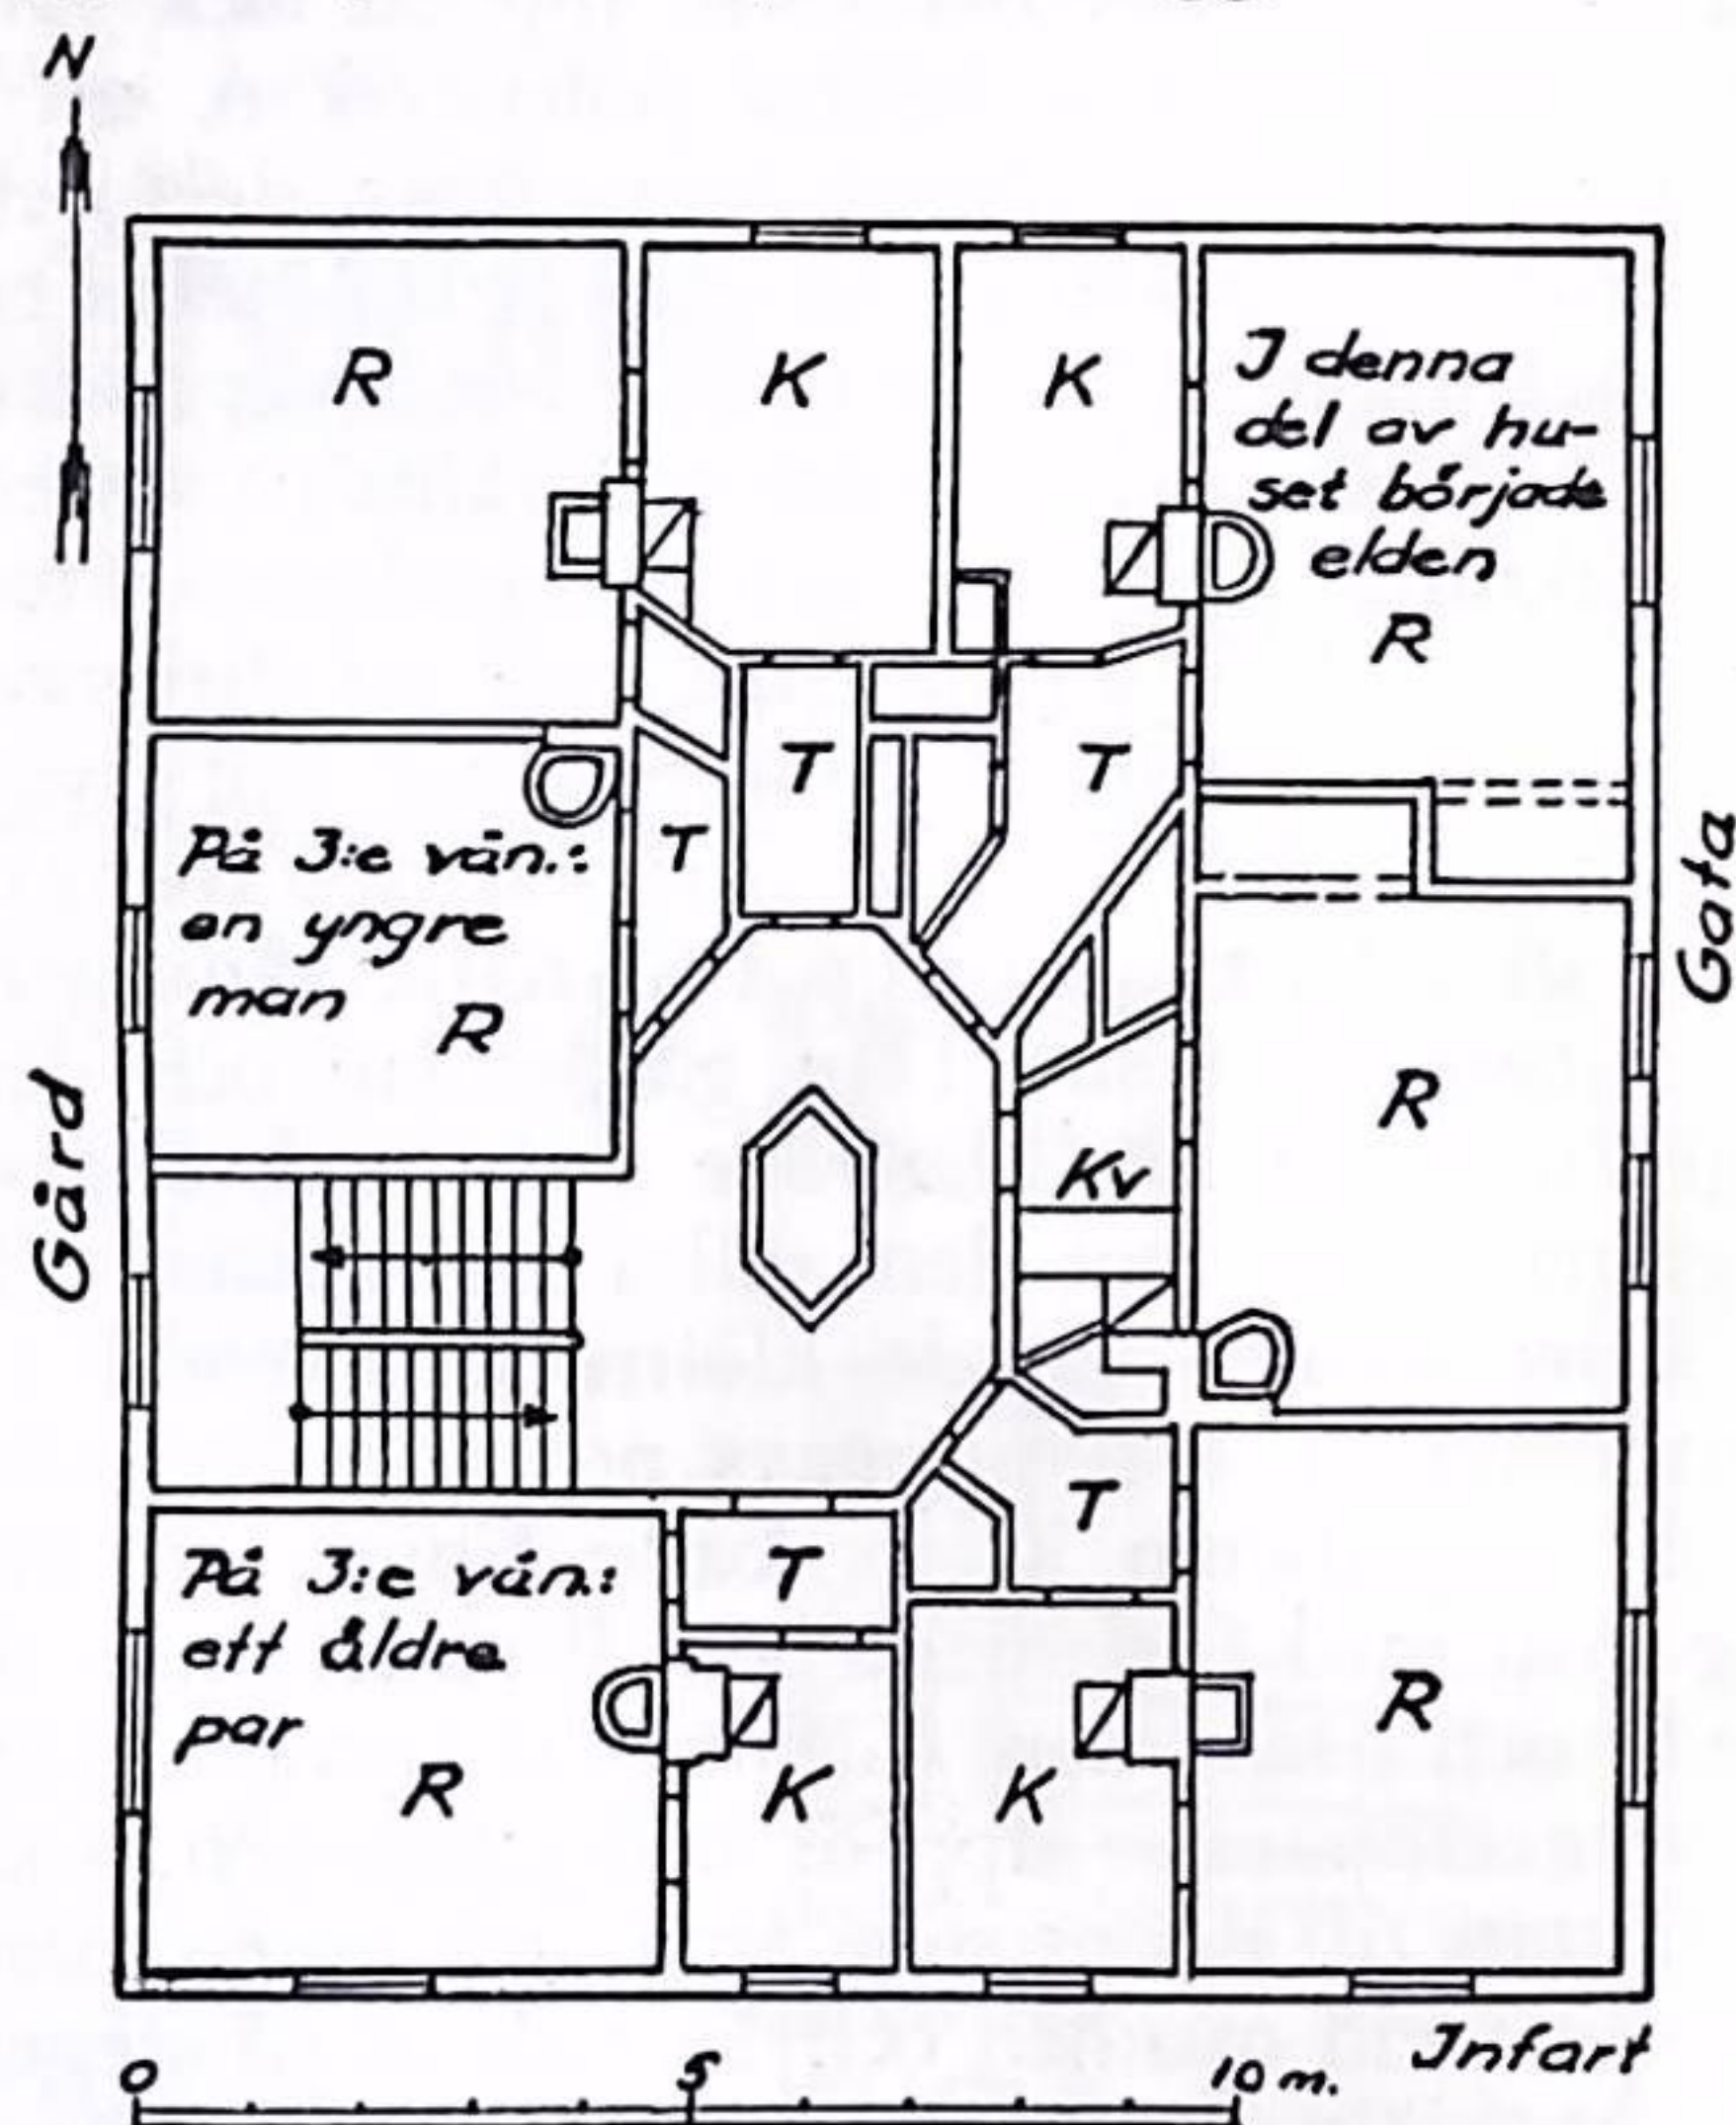 N
R
K
K
J denna
del av hu-
set började
elden
R
T
T
T
På 3:e vån.:
en yngre
man
R
Gata
Gård
R
Kv
T
T
På 3:e vån.:
ett äldre
par
R
K
K
R
Infart
0 5 10 m.